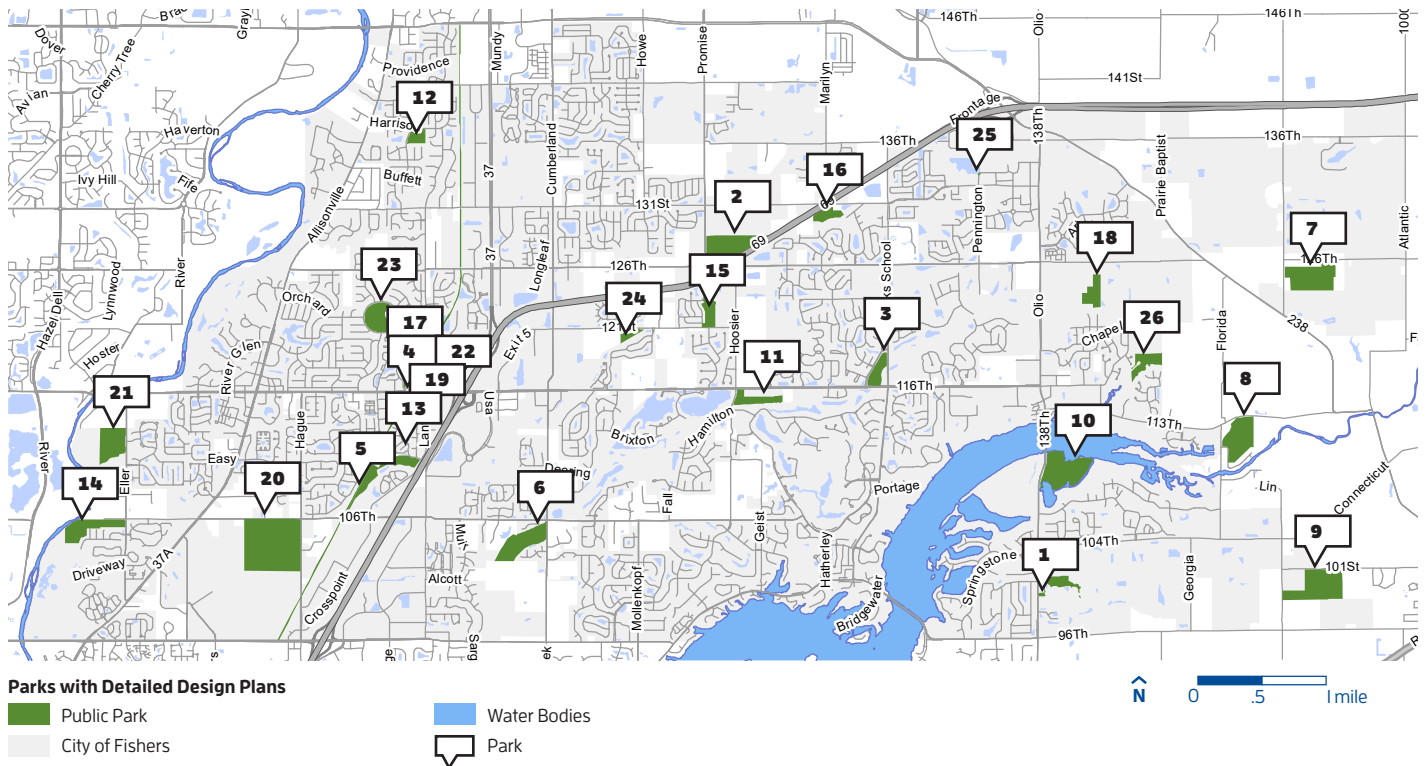 146Th
146Th
Olio
Dover
Cherry Tree
Mundy
Howe
Promise
Marilyn
Providence
141St
Avian
12
Harriso
Frontage
Haverton
136Th
138Th
25
136Th
Ivy Hill
Fife
Buffett
37
Cumberland
16
Prairie Baptist
131St
2
Allisonville
Pennington
Atlantic
7
18
69
37
Longleaf
126Th
23
15
River
Lynnwood
Hazel Dell
Orchard
24
3
Olio
26
17
121St
Hoosier
Chapel
Florida
238
4
22
Exit 5
Hoster
River Glen
11
19
116Th
8
21
13
Usa
Hague
Hamilton
138Th
10
113Th
Brixton
River
5
Easy
Deering
14
Eller
20
6
Portage
Lin
Connecticut
Fall
106Th
Geist
9
Hatherley
104Th
1
37A
Driveway
Springstone
101St
Alcott
Crosspoint
Mollenkopf
Georgia
Bridgewater
96Th
Parks with Detailed Design Plans
Public Park
Water Bodies
City of Fishers
Park
N
0 .5 1 mile